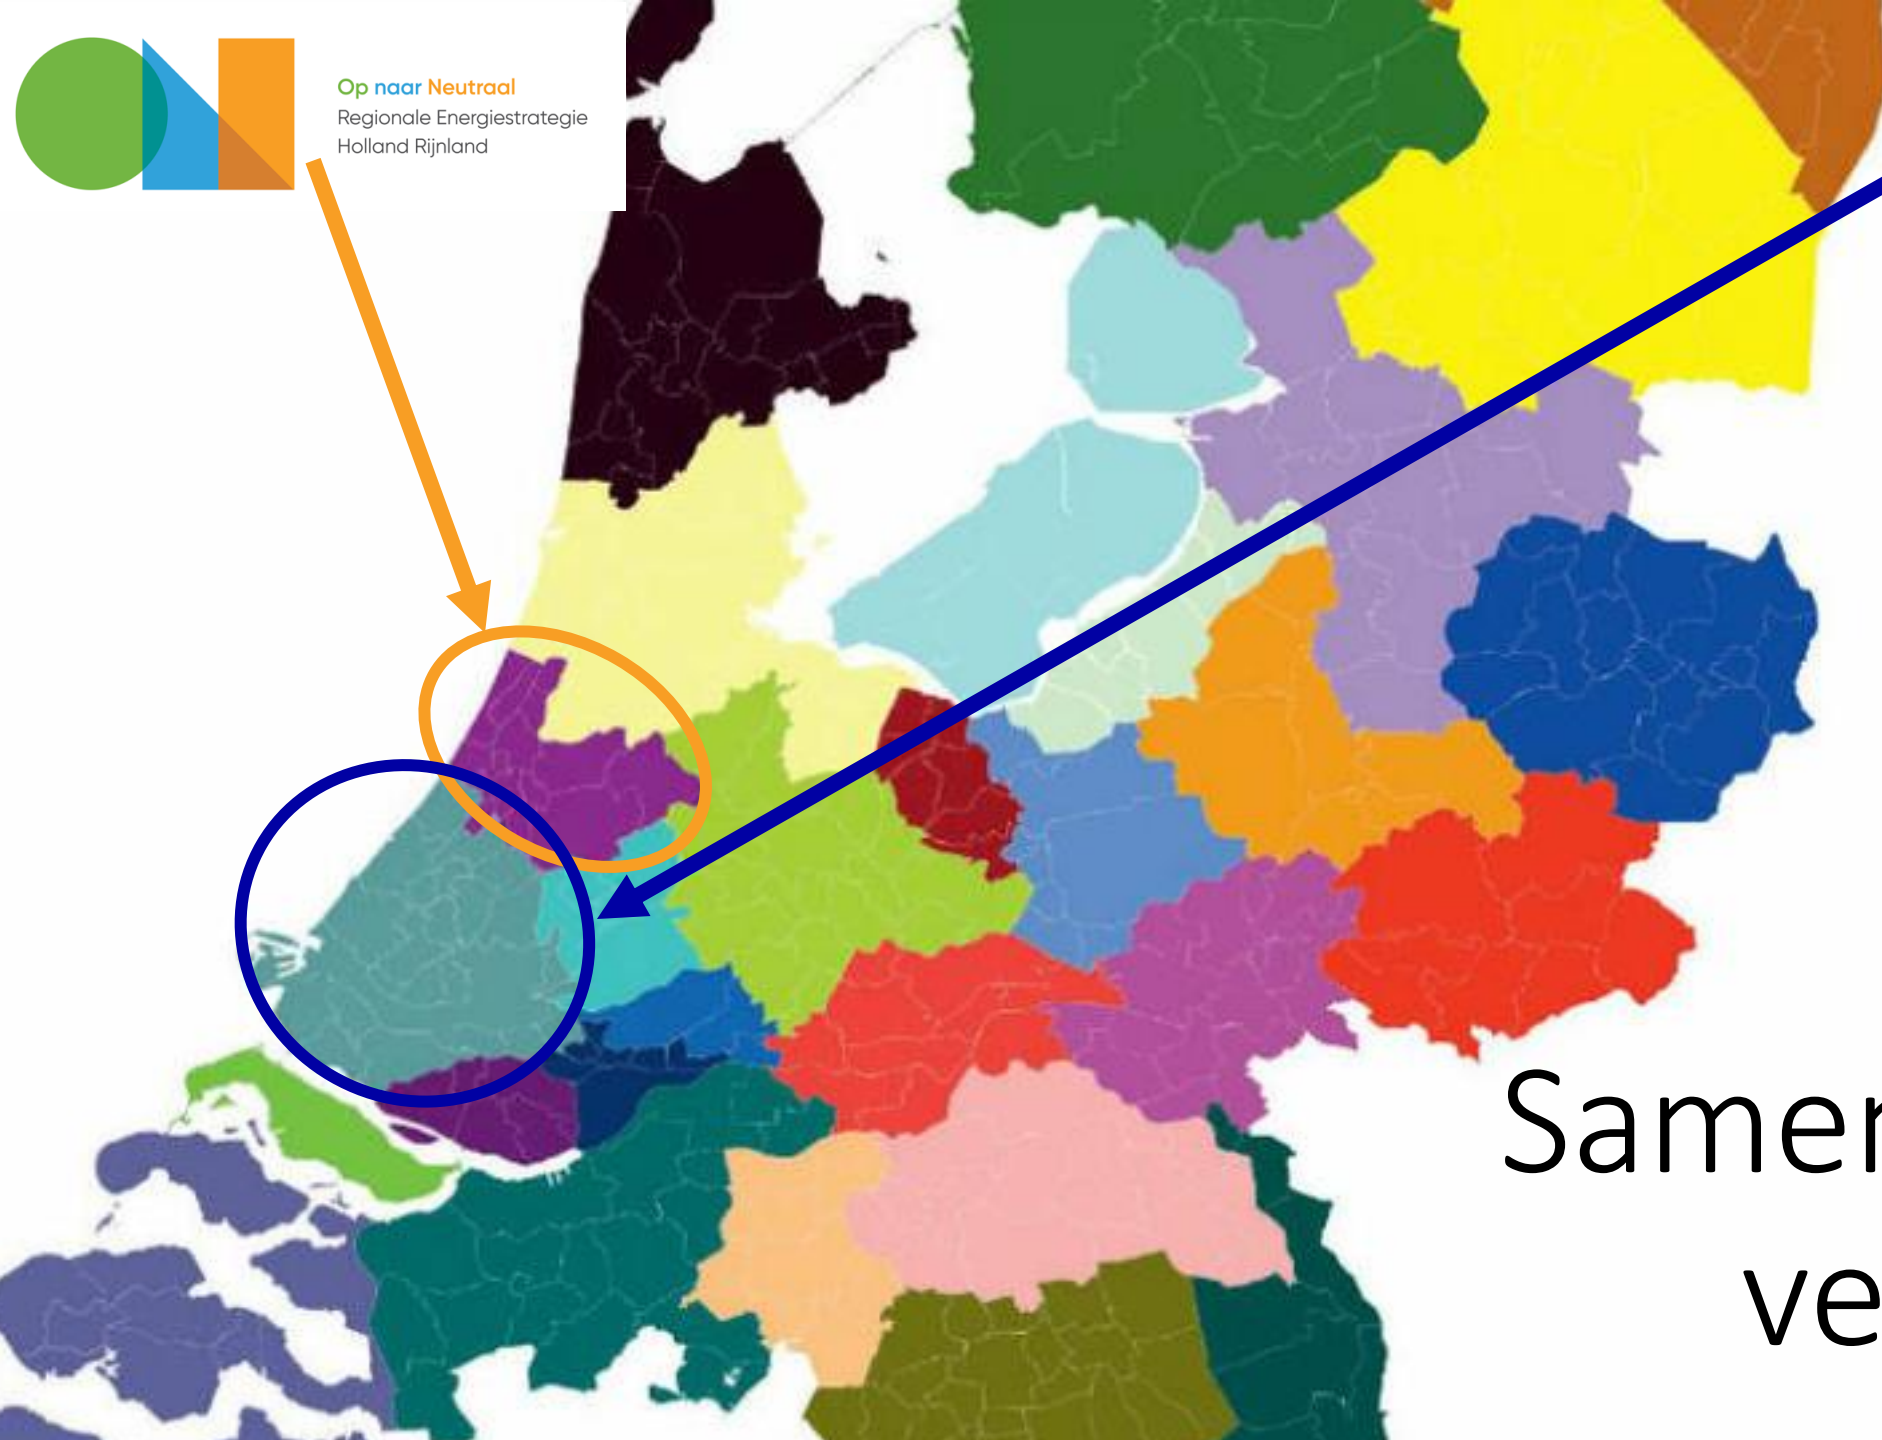 Op naar Neutraal
Regionale Energiestrategie
Holland Rijnland
Samen
ve